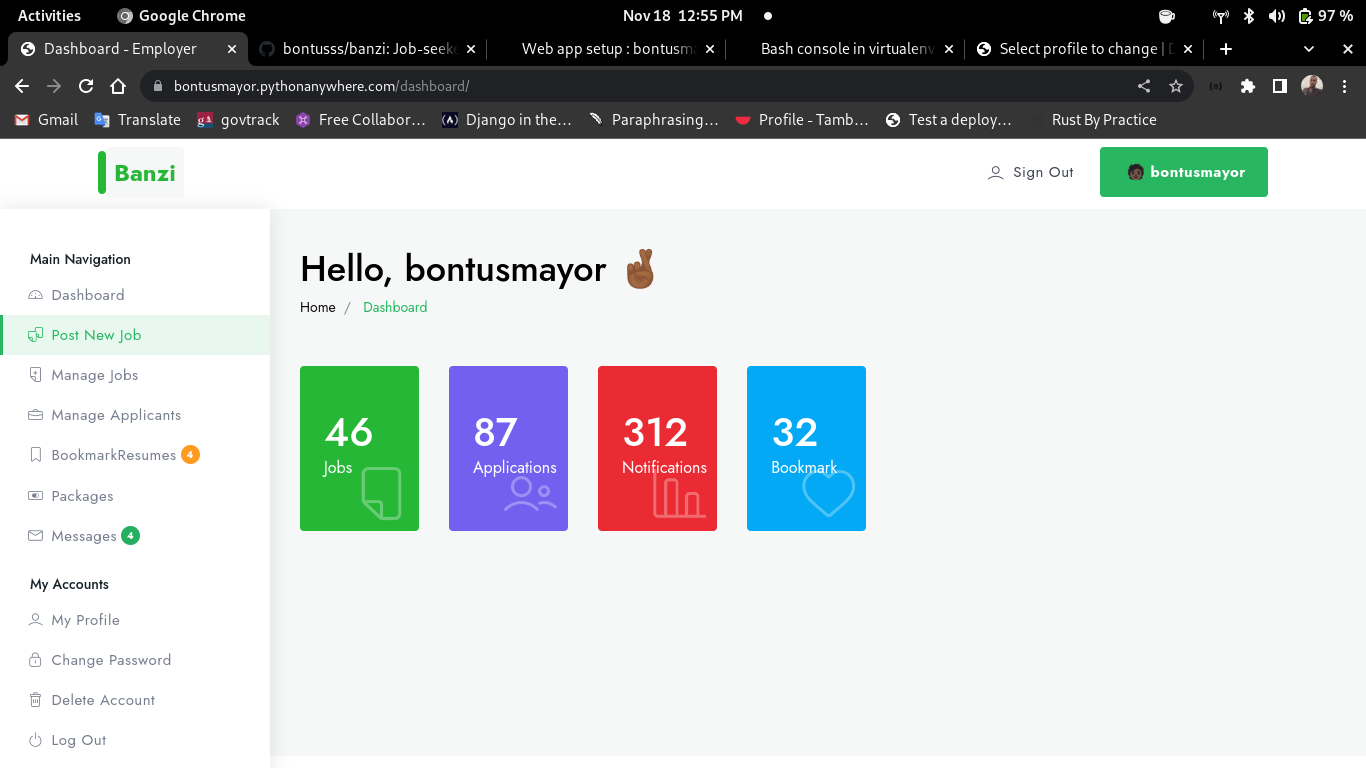 Activities
Google Chrome
Nov 18 12:55 PM
97 %
Dashboard - Employer
bontusss/banzi: Job-seeke
Web app setup : bontusma
Bash console in virtualenv
Select profile to change | D
bontusmayor.pythonanywhere.com/dashboard/
Gmail
Translate
govtrack
Free Collabor...
Django in the...
Paraphrasing...
Profile - Tamb...
Test a deploy...
Rust By Practice
Banzi
Sign Out
bontusmayor
Main Navigation
Dashboard
Post New Job
Manage Jobs
Manage Applicants
BookmarkResumes 4
Packages
Messages 4
My Accounts
My Profile
Change Password
Delete Account
Log Out
Hello, bontusmayor
Home / Dashboard
46
Jobs
87
Applications
312
Notifications
32
Bookmark